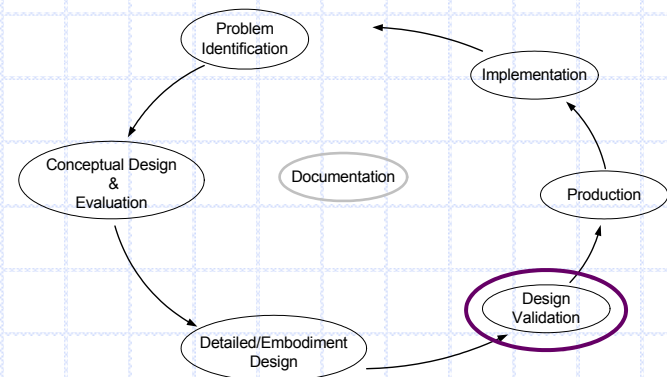 Problem
Identification
Implementation
Conceptual Design
&
Evaluation
Documentation
Production
Design
Validation
Detailed/Embodiment
Design